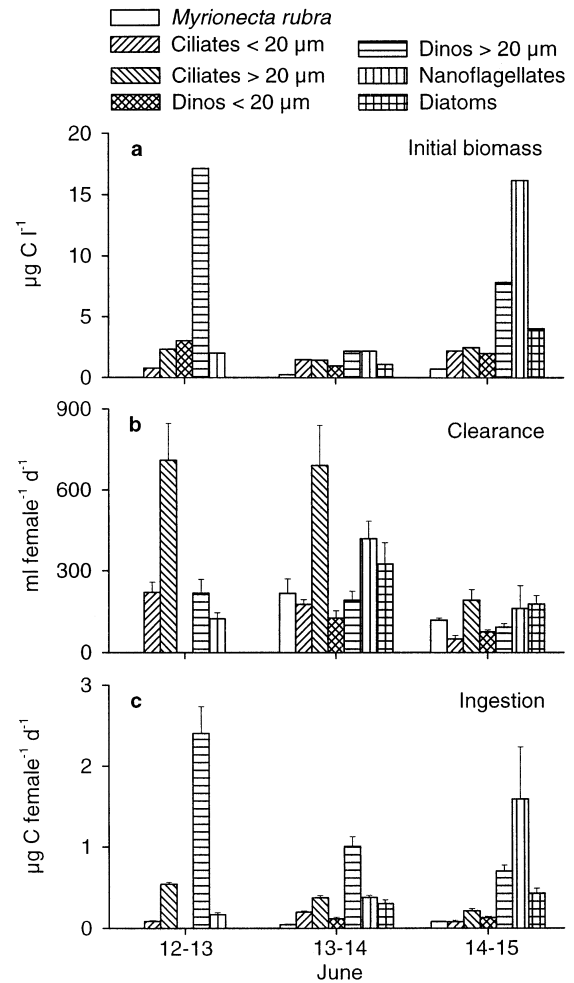 Myrionecta rubra
Ciliates < 20 µm
Dinos > 20 µm
Ciliates > 20 µm
Nanoflagellates
Dinos < 20 µm
Diatoms
20
a
Initial biomass
15
10
5
0
µg C l⁻¹
900
b
Clearance
600
300
0
ml female⁻¹ d⁻¹
3
c
Ingestion
2
1
0
µg C female⁻¹ d⁻¹
12-13
13-14
14-15
June